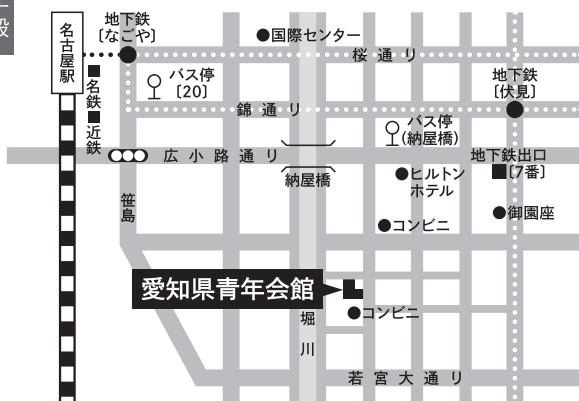 設
名古屋駅
地下鉄
〔なごや〕
国際センター
桜通り
バス停
〔20〕
名鉄
近鉄
錦通り
地下鉄
〔伏見〕
バス停
(納屋橋)
広小路通り
納屋橋
地下鉄出口
〔7番〕
ヒルトン
ホテル
笹島
御園座
コンビニ
愛知県青年会館
コンビニ
堀川
若宮大通り